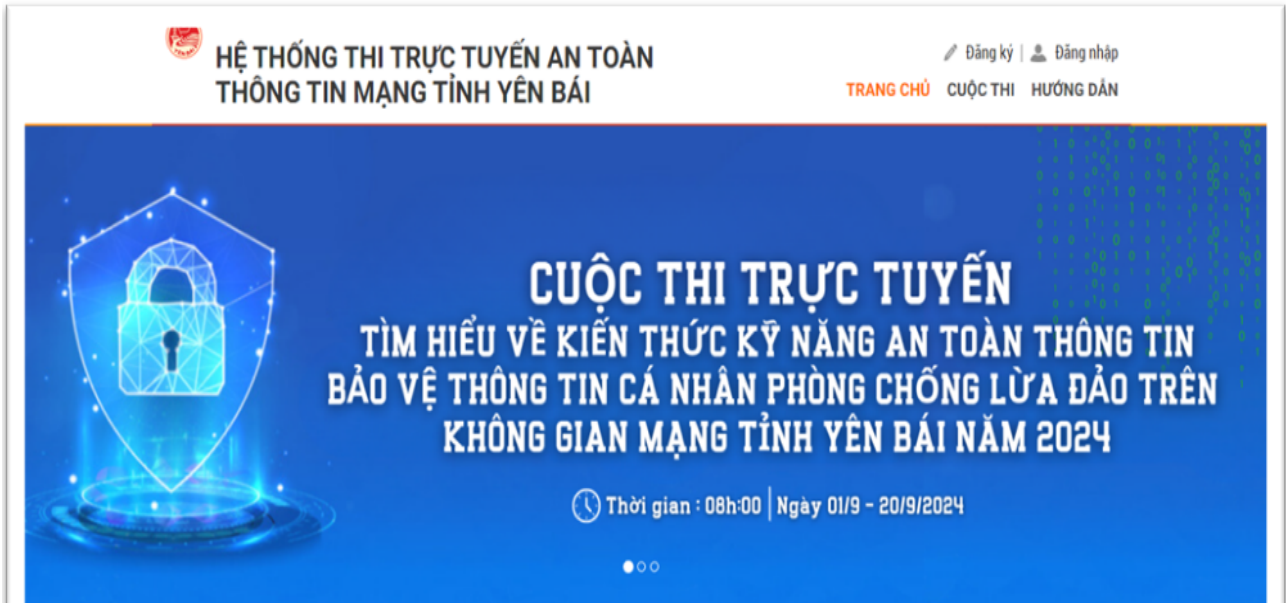 HỆ THỐNG THI TRỰC TUYẾN AN TOÀN
THÔNG TIN MẠNG TỈNH YÊN BÁI
Đăng ký | Đăng nhập
TRANG CHỦ CUỘC THI HƯỚNG DẪN
CUỘC THI TRỰC TUYẾN
TÌM HIỂU VỀ KIẾN THỨC KỸ NĂNG AN TOÀN THÔNG TIN
BẢO VỆ THÔNG TIN CÁ NHÂN PHÒNG CHỐNG LỪA ĐẢO TRÊN
KHÔNG GIAN MẠNG TỈNH YÊN BÁI NĂM 2024
Thời gian : 08h:00 | Ngày 01/9 - 20/9/2024